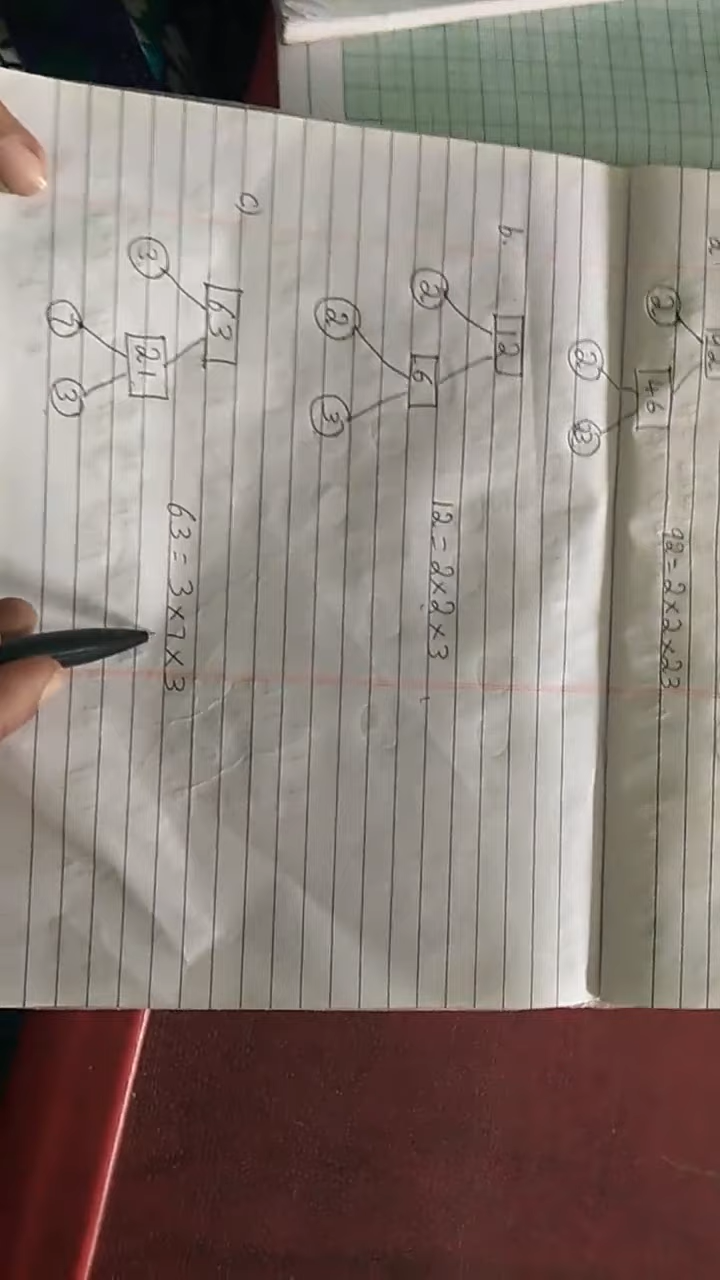 92 = 2 × 2 × 23
2 46
2
b. 12
2 6 12 = 2 × 2 × 3
2 3
c) 63
3 21 63 = 3 × 7 × 3
7 3